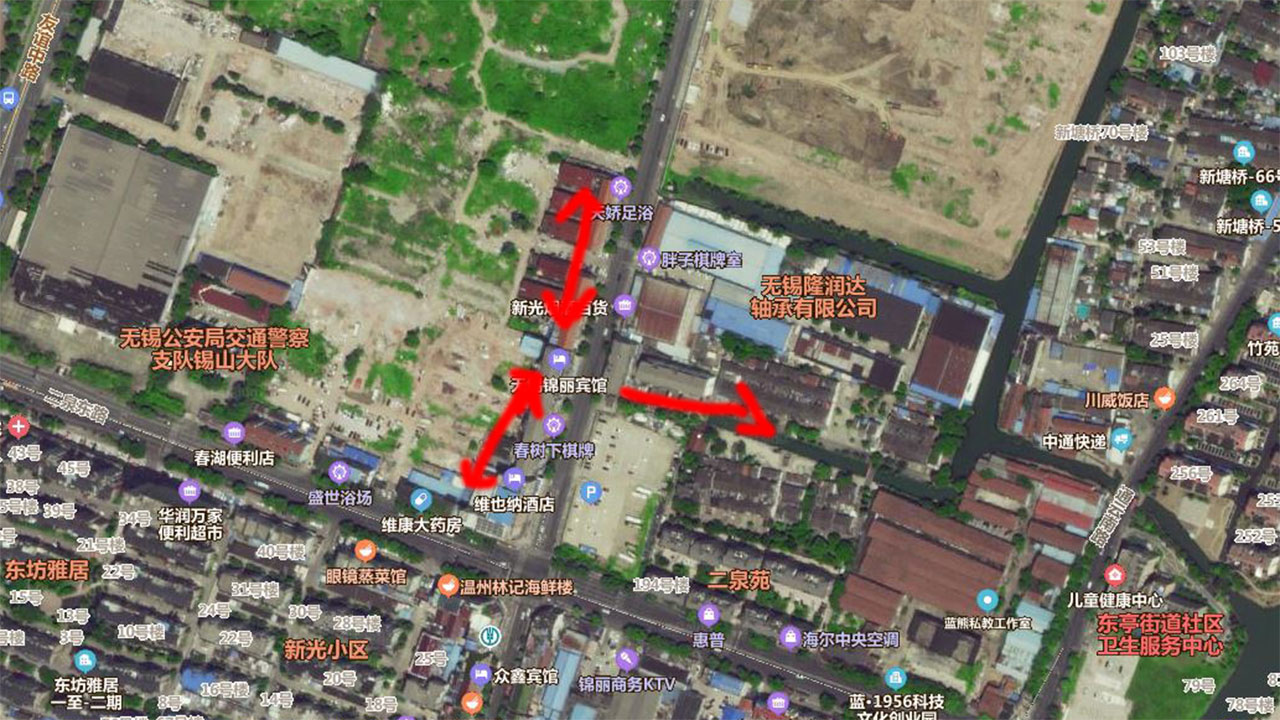 友谊中路
103号楼
新塘桥70号楼
新塘桥-66号
天娇足浴
新塘桥-5
53号楼
胖子棋牌室
51号楼
无锡隆润达
轴承有限公司
无锡公安局交通警察
支队锡山大队
25号楼
竹苑
锦丽宾馆
264号
二泉东路
川威饭店
261号
春树下棋牌
中通快递
43号
45号
春湖便利店
256号
38号
盛世浴场
维也纳酒店
39号
34号
华润万家
便利超市
维康大药房
252号
21号楼
40号楼
东坊雅居
22号
眼镜蒸菜馆
194号楼
二泉苑
儿童健康中心
15号
31号楼
温州林记海鲜楼
蓝熊私教工作室
13号
24号
30号
28号楼
东亭街道社区
卫生服务中心
3号
10号楼
22号
惠普
海尔中央空调
新光小区
25号
东坊雅居
一至二期
20号
众鑫宾馆
锦丽商务KTV
16号楼
14号
18号
8号
蓝·1956科技
文化创业园
79号
78号楼